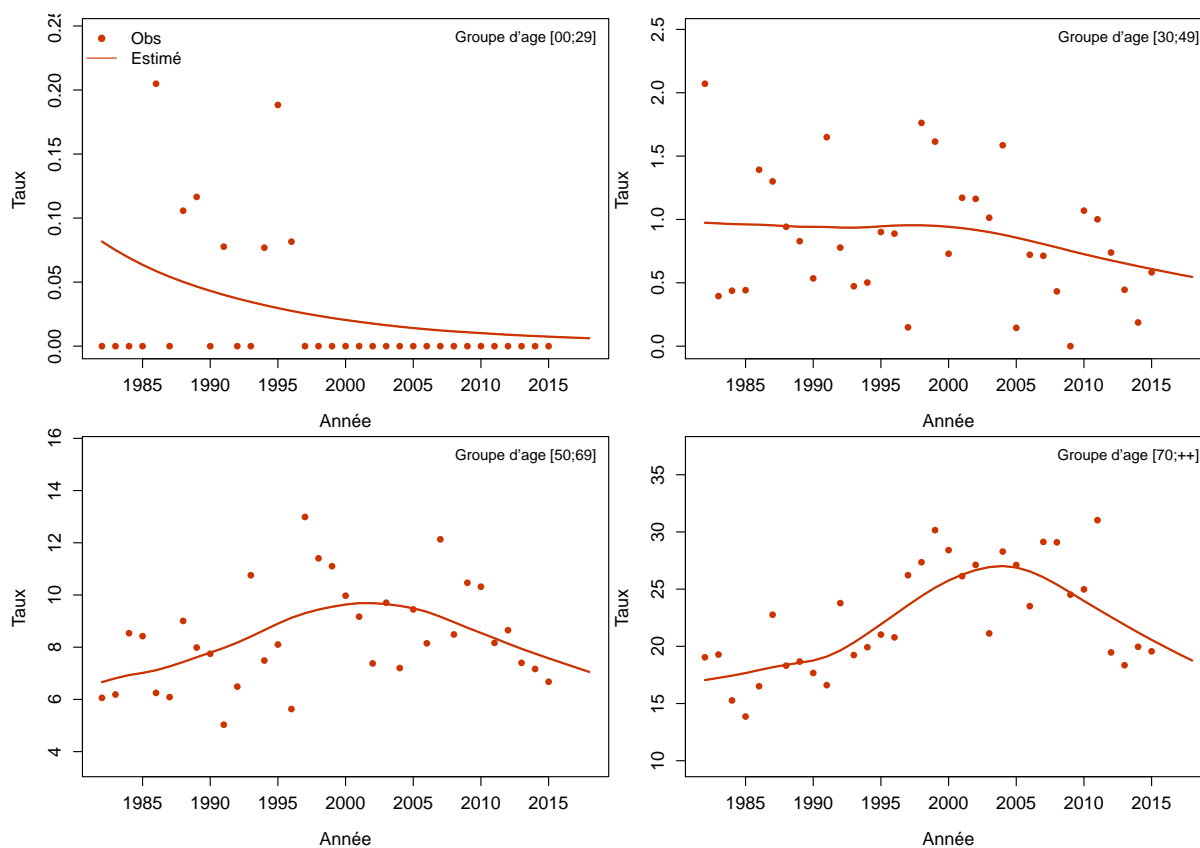 Obs
Estimé
Groupe d'age [00;29]
Taux
0.00 0.05 0.10 0.15 0.20 0.25
1985 1990 1995 2000 2005 2010 2015
Année
Groupe d'age [30;49]
Taux
0.0 0.5 1.0 1.5 2.0 2.5
1985 1990 1995 2000 2005 2010 2015
Année
Groupe d'age [50;69]
Taux
4 6 8 10 12 14 16
1985 1990 1995 2000 2005 2010 2015
Année
Groupe d'age [70;++]
Taux
10 15 20 25 30 35
1985 1990 1995 2000 2005 2010 2015
Année